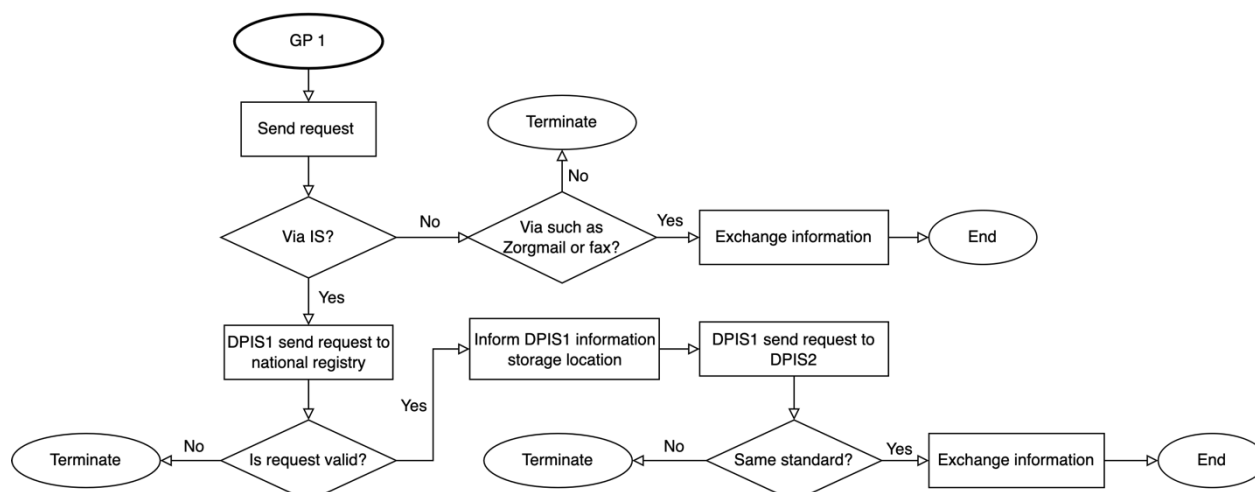 GP 1
Send request
Terminate
No
Via IS?
No
Via such as
Zorgmail or fax?
Yes
Exchange information
End
Yes
DPIS1 send request to
national registry
Inform DPIS1 information
storage location
DPIS1 send request to
DPIS2
Yes
Terminate
No
Is request valid?
Terminate
No
Same standard?
Yes
Exchange information
End